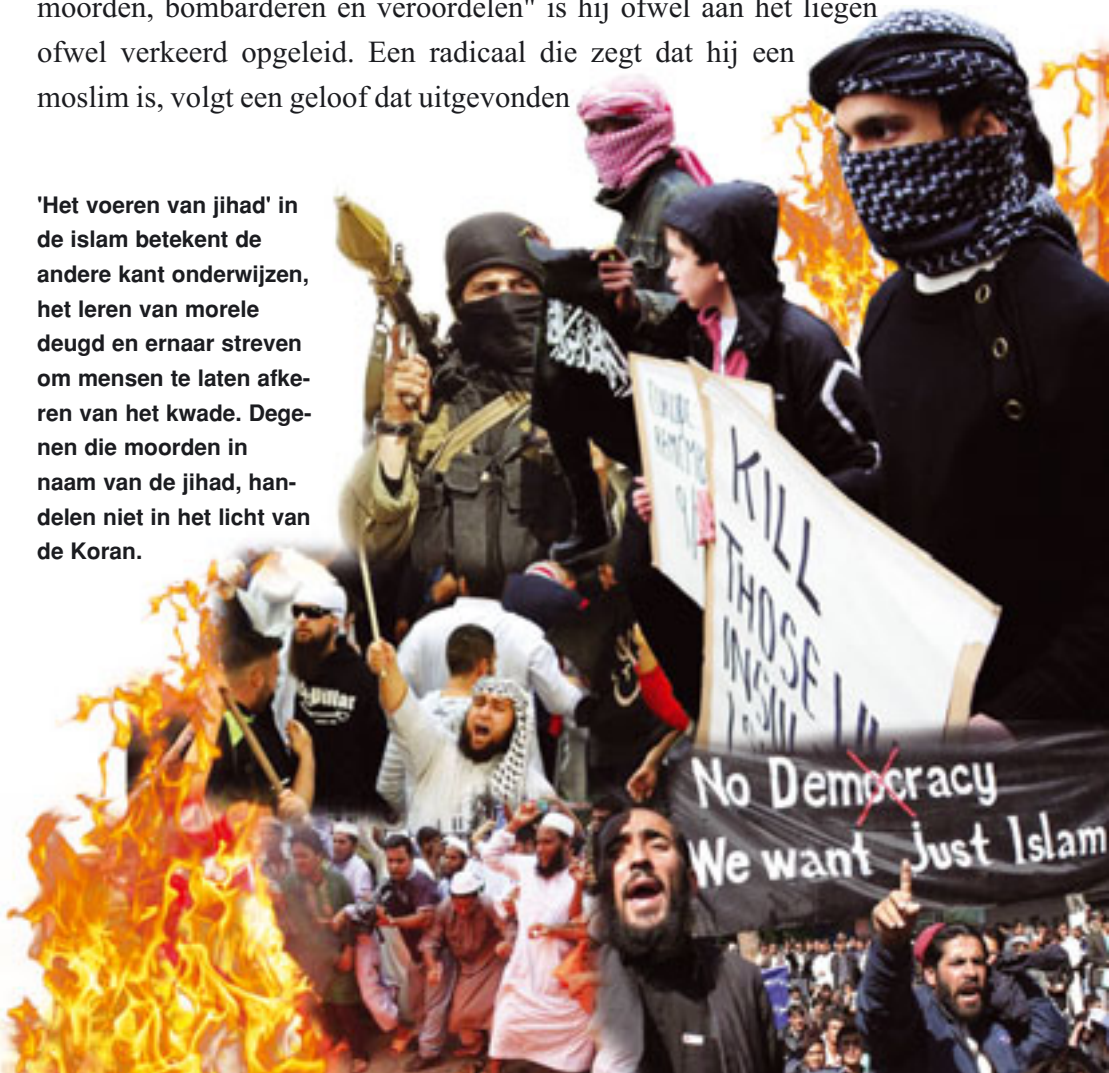 moorden, bombarderen en veroordelen" is hij ofwel aan het liegen
ofwel verkeerd opgeleid. Een radicaal die zegt dat hij een
moslim is, volgt een geloof dat uitgevonden
'Het voeren van jihad' in
de islam betekent de
andere kant onderwijzen,
het leren van morele
deugd en ernaar streven
om mensen te laten afke-
ren van het kwade. Dege-
nen die moorden in
naam van de jihad, han-
delen niet in het licht van
de Koran.
KILL
THOSE
No Democracy
We want Just Islam